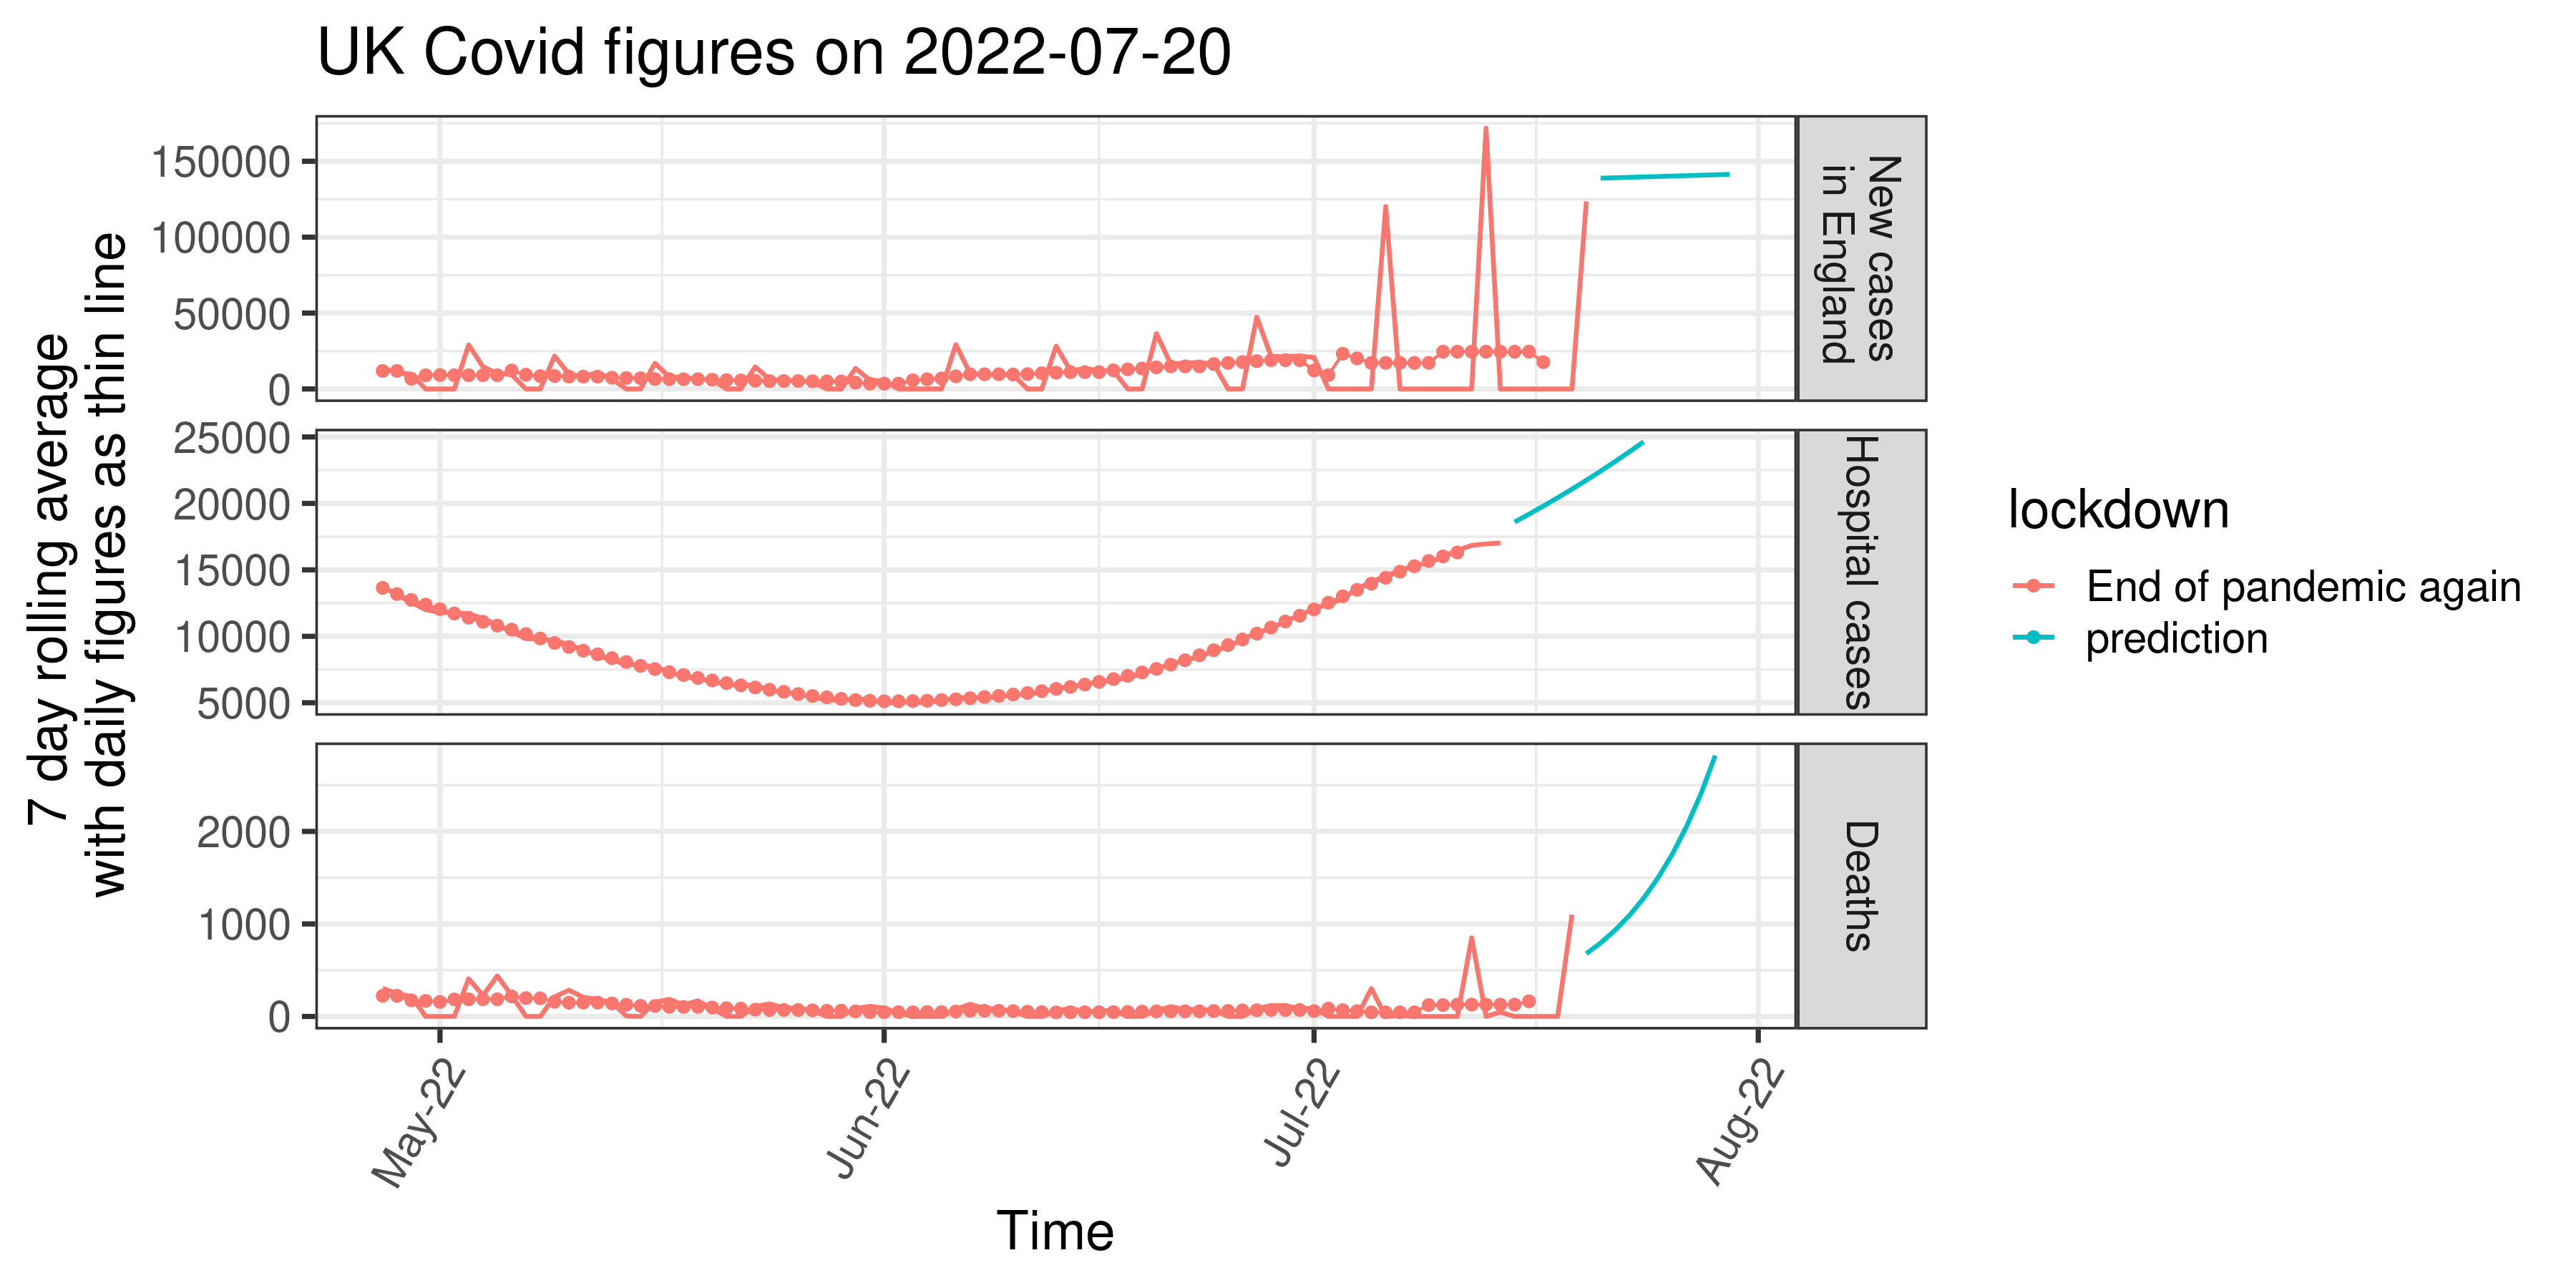 UK Covid figures on 2022-07-20
7 day rolling average
with daily figures as thin line
150000
100000
50000
0
New cases
in England
25000
20000
15000
10000
5000
Hospital cases
2000
1000
0
Deaths
May-22
Jun-22
Jul-22
Aug-22
Time
lockdown
End of pandemic again
prediction